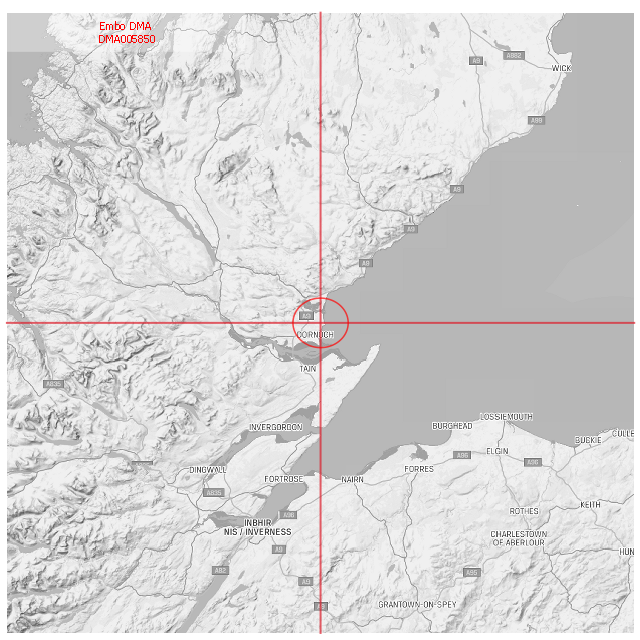 Embo DMA
DMA005850
A9
A882
WICK
A99
A9
A9
A9
A9
DORNOCH
TAIN
A835
INVERGORDON
BURGHEAD
LOSSIEMOUTH
BUCKIE
CULLE
ELGIN
A96
A96
DINGWALL
FORRES
FORTROSE
NAIRN
A835
KEITH
ROTHES
A96
INBHIR
NIS / INVERNESS
CHARLESTOWN
OF ABERLOUR
A9
HUN
A82
A95
A9
GRANTOWN-ON-SPEY
A9